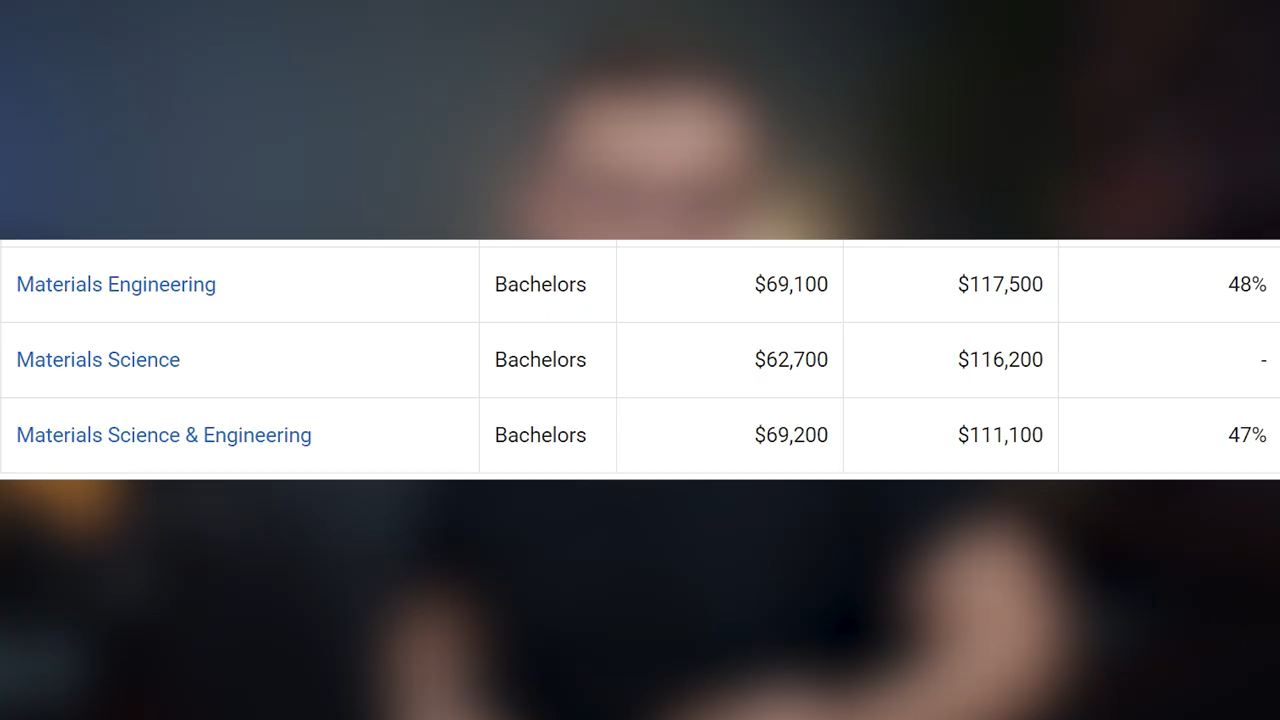 Materials Engineering Bachelors $69,100 $117,500 48%
Materials Science Bachelors $62,700 $116,200 -
Materials Science & Engineering Bachelors $69,200 $111,100 47%